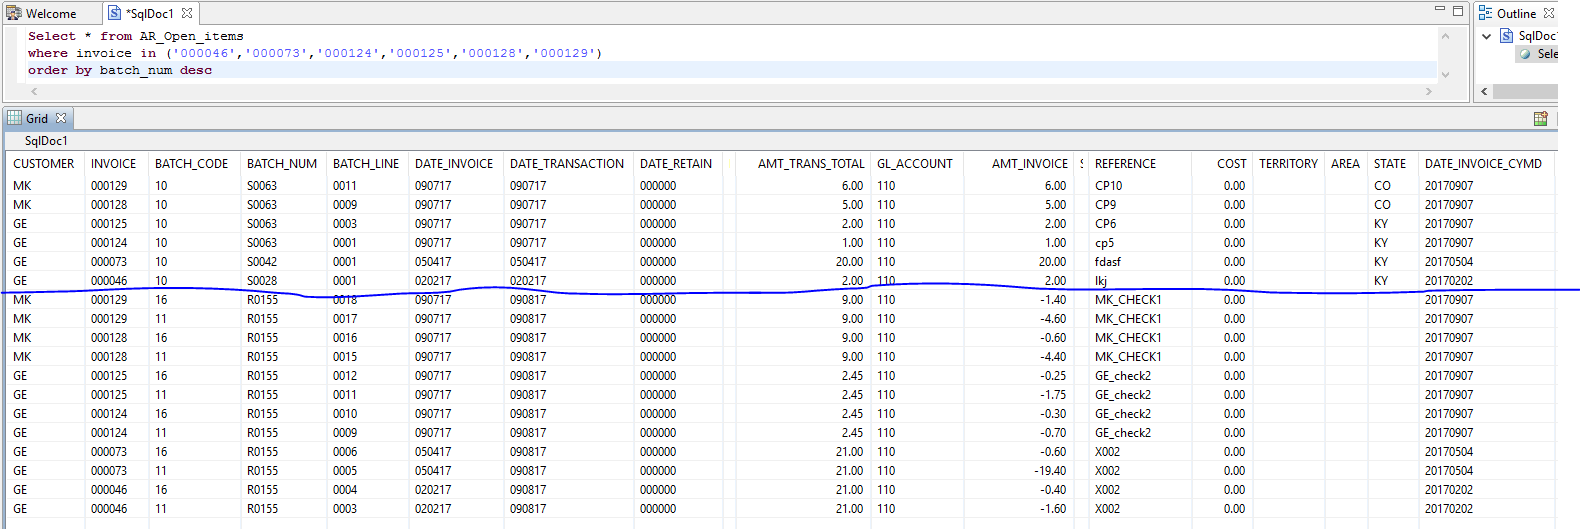 Welcome *SqlDoc1
Select * from AR_Open_items
where invoice in ('000046','000073','000124','000125','000128','000129')
order by batch_num desc
Outline
SqlDoc
Sele
Grid
SqlDoc1
CUSTOMER INVOICE BATCH_CODE BATCH_NUM BATCH_LINE DATE_INVOICE DATE_TRANSACTION DATE_RETAIN AMT_TRANS_TOTAL GL_ACCOUNT AMT_INVOICE REFERENCE COST TERRITORY AREA STATE DATE_INVOICE_CYMD
MK 000129 10 S0063 0011 090717 090717 000000 6.00 110 6.00 CP10 0.00 CO 20170907
MK 000128 10 S0063 0009 090717 090717 000000 5.00 110 5.00 CP9 0.00 CO 20170907
GE 000125 10 S0063 0003 090717 090717 000000 2.00 110 2.00 CP6 0.00 KY 20170907
GE 000124 10 S0063 0001 090717 090717 000000 1.00 110 1.00 cp5 0.00 KY 20170907
GE 000073 10 S0042 0001 050417 050417 000000 20.00 110 20.00 fdasf 0.00 KY 20170504
GE 000046 10 S0028 0001 020217 020217 000000 2.00 110 2.00 lkj 0.00 KY 20170202
MK 000129 16 R0155 0018 090717 090817 000000 9.00 110 -1.40 MK_CHECK1 0.00 20170907
MK 000129 11 R0155 0017 090717 090817 000000 9.00 110 -4.60 MK_CHECK1 0.00 20170907
MK 000128 16 R0155 0016 090717 090817 000000 9.00 110 -0.60 MK_CHECK1 0.00 20170907
MK 000128 11 R0155 0015 090717 090817 000000 9.00 110 -4.40 MK_CHECK1 0.00 20170907
GE 000125 16 R0155 0012 090717 090817 000000 2.45 110 -0.25 GE_check2 0.00 20170907
GE 000125 11 R0155 0011 090717 090817 000000 2.45 110 -1.75 GE_check2 0.00 20170907
GE 000124 16 R0155 0010 090717 090817 000000 2.45 110 -0.30 GE_check2 0.00 20170907
GE 000124 11 R0155 0009 090717 090817 000000 2.45 110 -0.70 GE_check2 0.00 20170907
GE 000073 16 R0155 0006 050417 090817 000000 21.00 110 -0.60 X002 0.00 20170504
GE 000073 11 R0155 0005 050417 090817 000000 21.00 110 -19.40 X002 0.00 20170504
GE 000046 16 R0155 0004 020217 090817 000000 21.00 110 -0.40 X002 0.00 20170202
GE 000046 11 R0155 0003 020217 090817 000000 21.00 110 -1.60 X002 0.00 20170202